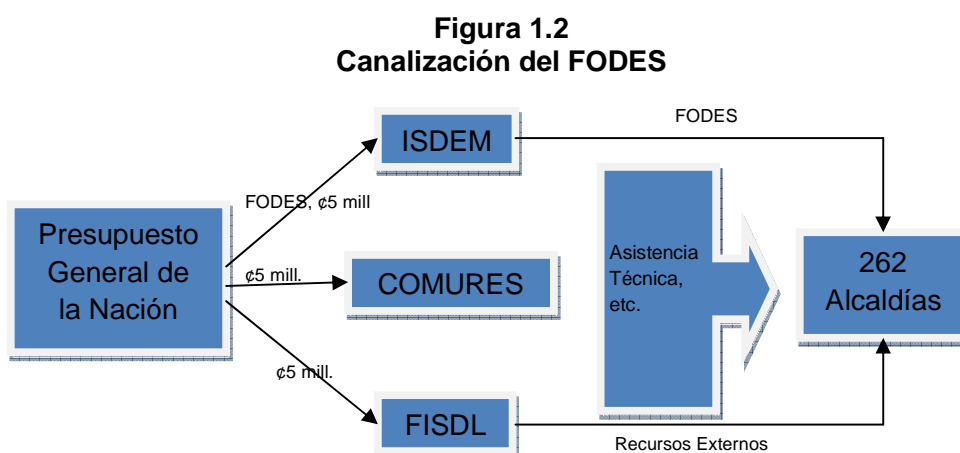 Figura 1.2
Canalización del FODES
FODES
ISDEM
FODES, ¢5 mill
Presupuesto
General de
la Nación
¢5 mill.
COMURES
Asistencia
Técnica,
etc.
262
Alcaldías
¢5 mill.
FISDL
Recursos Externos